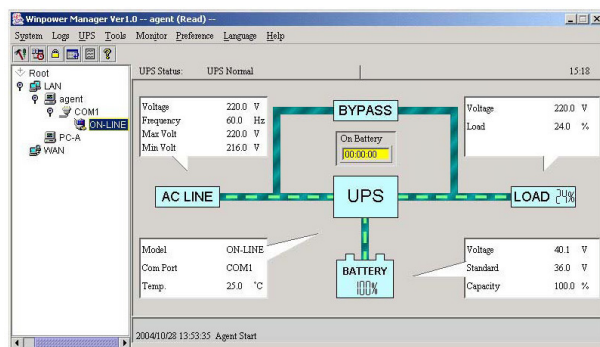 Winpower Manager Ver1.0 -- agent (Read)
System Logs UPS Tools Monitor Preference Language Help
Root
LAN
agent
COM1
ON-LINE
PC-A
WAN
UPS Status: UPS Normal 15:18
Voltage 220.0 V
Frequency 60.0 Hz
Max Volt 220.0 V
Min Volt 216.0 V
BYPASS
On Battery
00:00:00
Voltage 220.0 V
Load 24.0 %
AC LINE
UPS
LOAD 24%
Model ON-LINE
Com Port COM1
Temp. 25.0 °C
BATTERY
100%
Voltage 40.1 V
Standard 36.0 V
Capacity 100.0 %
2004/10/28 13:53:35 Agent Start